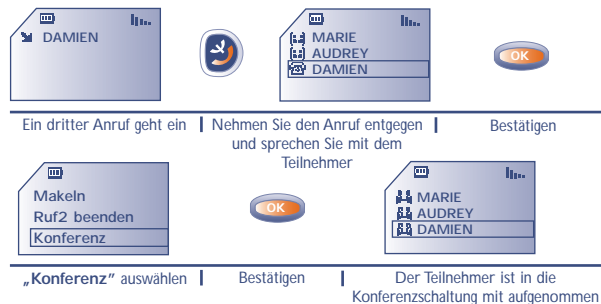 DAMIEN
MARIE
AUDREY
DAMIEN
OK
Ein dritter Anruf geht ein
Nehmen Sie den Anruf entgegen
und sprechen Sie mit dem
Teilnehmer
Bestätigen
Makeln
Ruf2 beenden
Konferenz
OK
MARIE
AUDREY
DAMIEN
„Konferenz" auswählen
Bestätigen
Der Teilnehmer ist in die
Konferenzschaltung mit aufgenommen